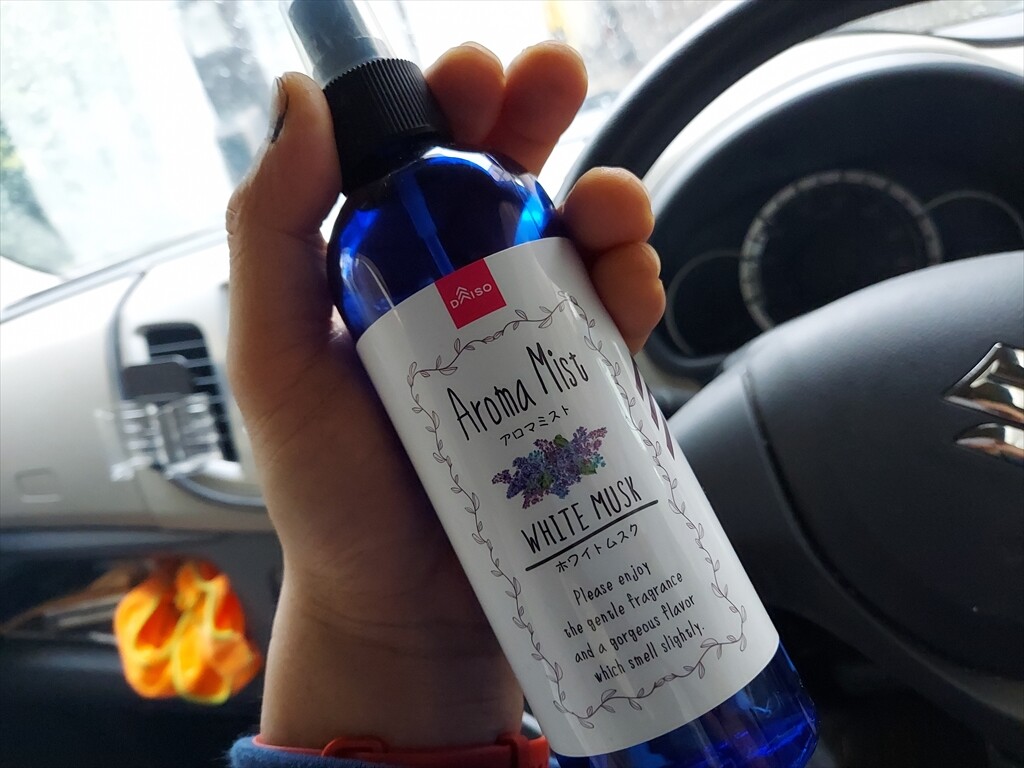 DAISO
Aroma Mist
アロマミスト
WHITE MUSK
ホワイトムスク
Please enjoy
the gentle fragrance
and a gorgeous flavor
which smell slightly.